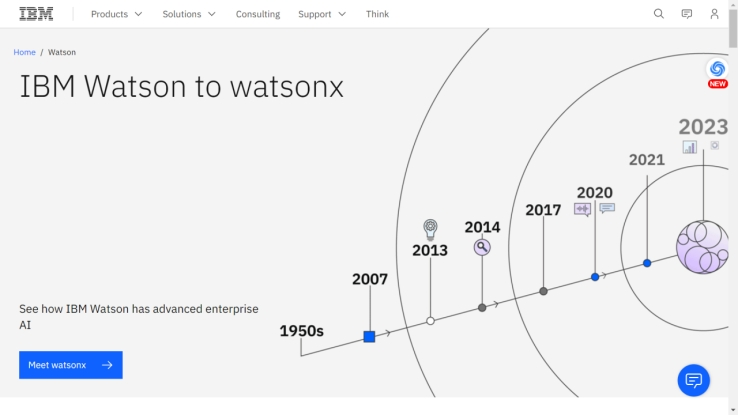 IBM
Products
Solutions
Consulting
Support
Think
Home / Watson
IBM Watson to watsonx
NEW
2023
2021
2020
2017
2014
2013
2007
1950s
See how IBM Watson has advanced enterprise
AI
Meet watsonx